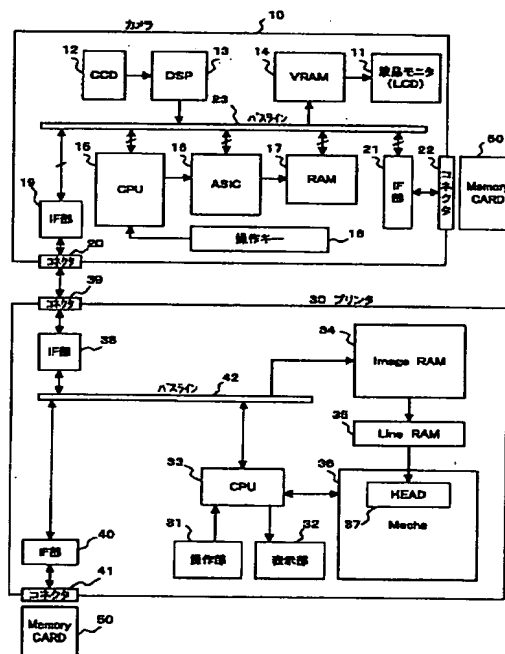 カメラ
10
12
CCD
13
DSP
14
VRAM
11
液晶モニタ
(LCD)
23
バスライン
15
CPU
16
ASIC
17
RAM
21
IF部
22
コネクタ
50
Memory
CARD
19
IF部
操作キー
18
20
コネクタ
39
コネクタ
30 プリンタ
IF部
38
34
Image RAM
バスライン
42
35
Line RAM
33
CPU
36
HEAD
37
Mecha
31
操作部
32
表示部
IF部
40
コネクタ
41
Memory
CARD
50